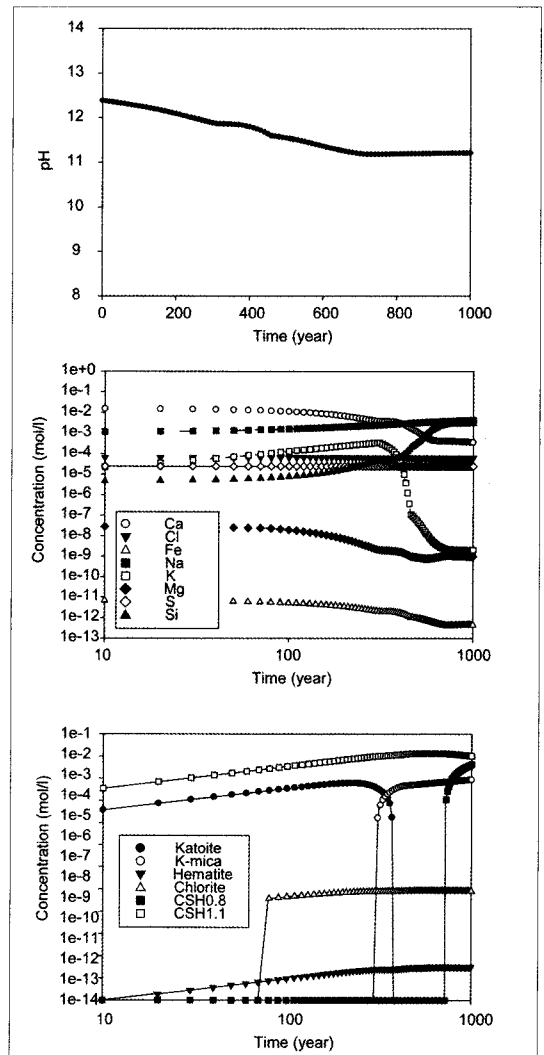 14
13
12
11
10
9
8
pH
0 200 400 600 800 1000
Time (year)
1e+0
1e-1
1e-2
1e-3
1e-4
1e-5
1e-6
1e-7
1e-8
1e-9
1e-10
1e-11
1e-12
1e-13
Concentration (mol/l)
Ca
Cl
Fe
Na
K
Mg
S
Si
10 100 1000
Time (year)
1e-1
1e-2
1e-3
1e-4
1e-5
1e-6
1e-7
1e-8
1e-9
1e-10
1e-11
1e-12
1e-13
1e-14
Concentration (mol/l)
Katoite
K-mica
Hematite
Chlorite
CSH0.8
CSH1.1
10 100 1000
Time (year)